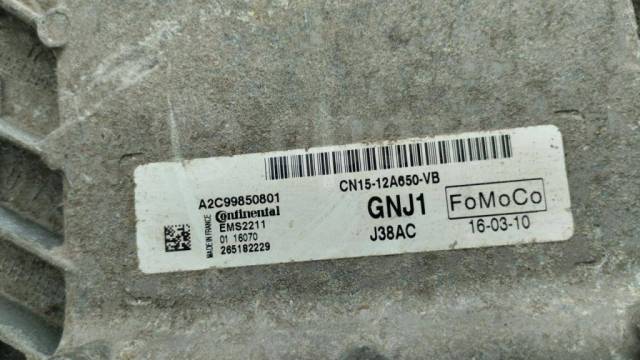 CN15-12A650-VB
A2C99850801
Continental
EMS2211
01 16070
265182229
MADE IN FRANCE
GNJ1
J38AC
FoMoCo
16-03-10